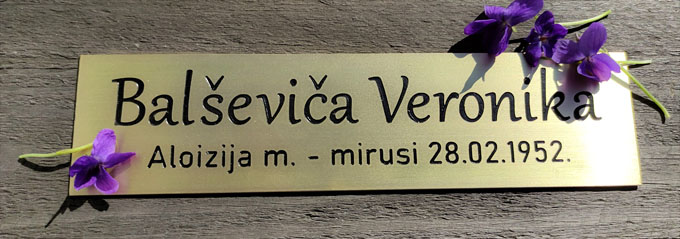 Balševiča Veronika
Aloizija m. - mirusi 28.02.1952.